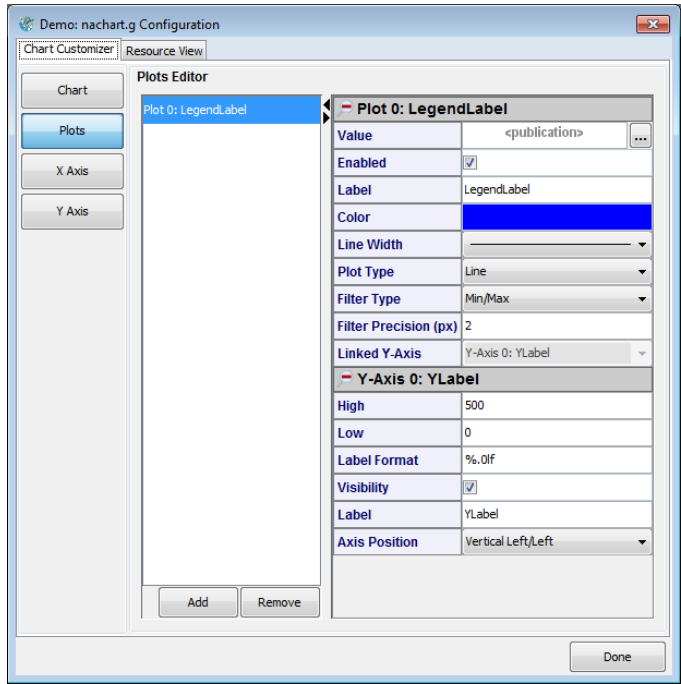 Demo: nachart.g Configuration
Chart Customizer Resource View
Chart
Plots
X Axis
Y Axis
Plots Editor
Plot 0: LegendLabel
Add Remove
Plot 0: LegendLabel
Value <publication> ...
Enabled
Label LegendLabel
Color
Line Width
Plot Type Line
Filter Type Min/Max
Filter Precision (px) 2
Linked Y-Axis Y-Axis 0: YLabel
Y-Axis 0: YLabel
High 500
Low 0
Label Format %.0lf
Visibility
Label YLabel
Axis Position Vertical Left/Left
Done